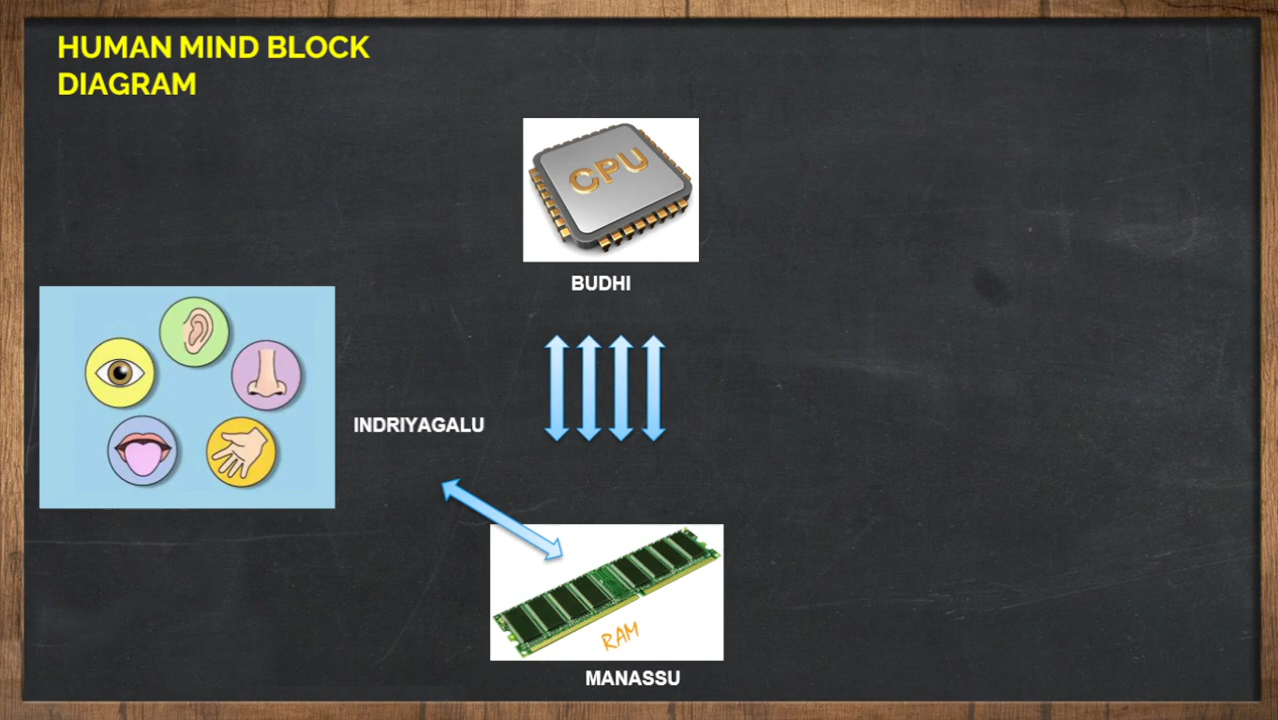 HUMAN MIND BLOCK
DIAGRAM
CPU
BUDHI
INDRIYAGALU
RAM
MANASSU